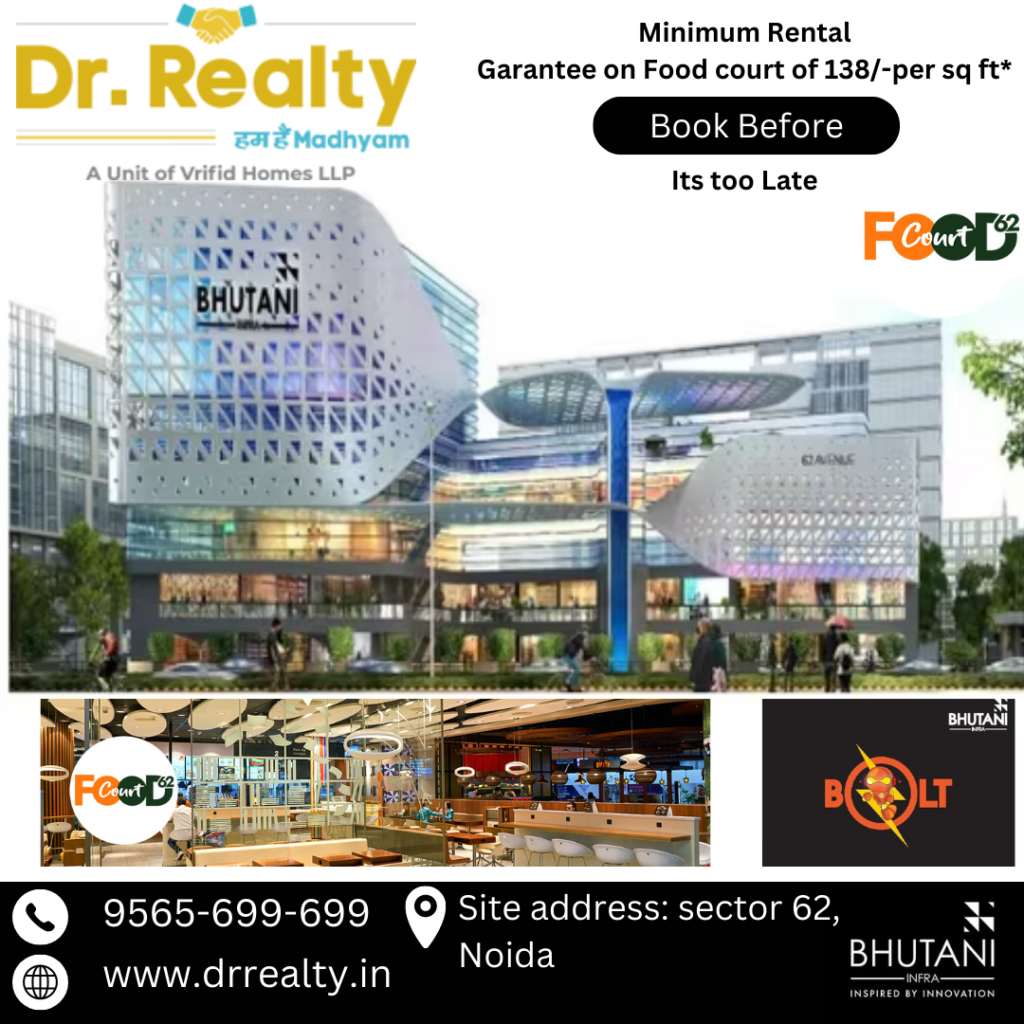 Dr. Realty
हम हैं Madhyam
A Unit of Vrifid Homes LLP
Minimum Rental
Garantee on Food court of 138/-per sq ft*
Book Before
Its too Late
FOOD 62
Court
BHUTANI
INFRA
62 AVENUE
FOOD 62
Court
BHUTANI
INFRA
BOLT
9565-699-699
www.drrealty.in
Site address: sector 62,
Noida
BHUTANI
INFRA
INSPIRED BY INNOVATION